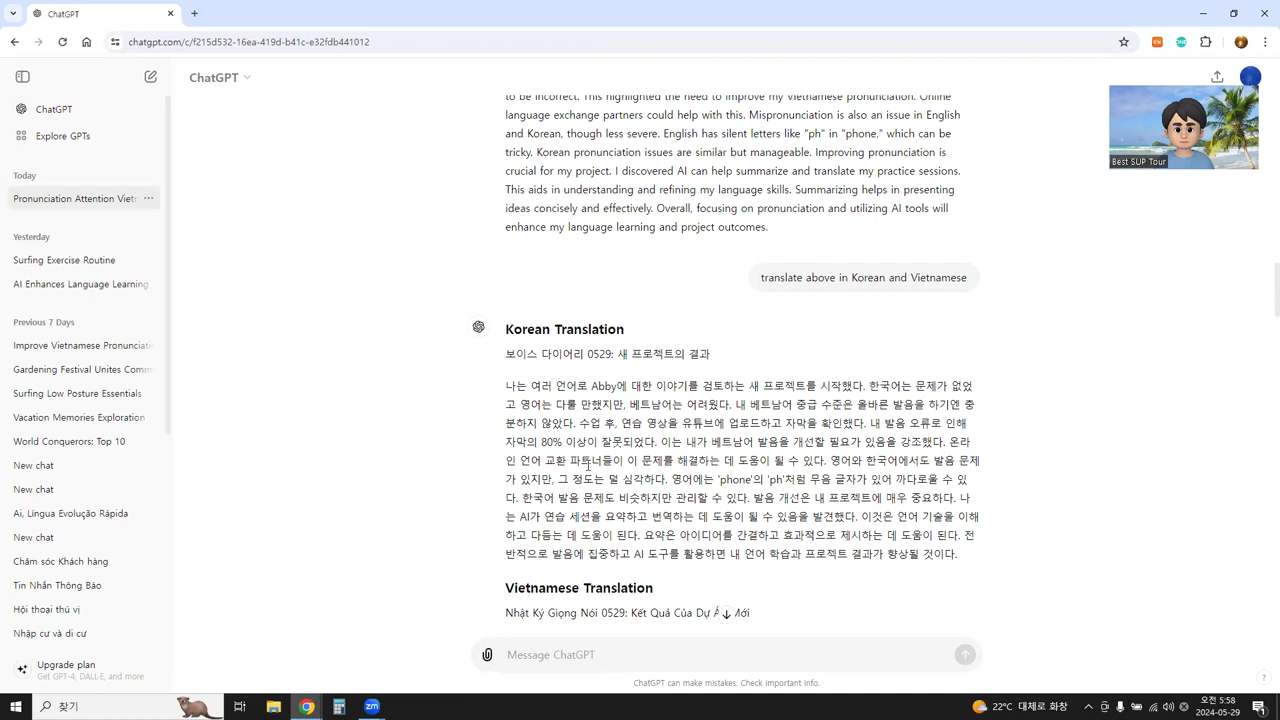 ChatGPT
chatgpt.com/c/f215d532-16ea-419d-b41c-e32fdb441012
ChatGPT
ChatGPT
Explore GPTs
Today
Pronunciation Attention Viet
Yesterday
Surfing Exercise Routine
AI Enhances Language Learning
Previous 7 Days
Improve Vietnamese Pronunciatio
Gardening Festival Unites Comm
Surfing Low Posture Essentials
Vacation Memories Exploration
World Conquerors: Top 10
New chat
New chat
Ai, Língua Evolução Rápida
New chat
Chăm sóc Khách hàng
Tin Nhắn Thông Báo
Hội thoại thú vị
Nhập cư và di cư
Upgrade plan
Get GPT-4, DALL·E, and more
to be incorrect. This highlighted the need to improve my Vietnamese pronunciation. Online
language exchange partners could help with this. Mispronunciation is also an issue in English
and Korean, though less severe. English has silent letters like "ph" in "phone," which can be
tricky. Korean pronunciation issues are similar but manageable. Improving pronunciation is
crucial for my project. I discovered AI can help summarize and translate my practice sessions.
This aids in understanding and refining my language skills. Summarizing helps in presenting
ideas concisely and effectively. Overall, focusing on pronunciation and utilizing AI tools will
enhance my language learning and project outcomes.
translate above in Korean and Vietnamese
Korean Translation
보이스 다이어리 0529: 새 프로젝트의 결과
나는 여러 언어로 Abby에 대한 이야기를 검토하는 새 프로젝트를 시작했다. 한국어는 문제가 없었
고 영어는 다룰 만했지만, 베트남어는 어려웠다. 내 베트남어 중급 수준은 올바른 발음을 하기엔 충
분하지 않았다. 수업 후, 연습 영상을 유튜브에 업로드하고 자막을 확인했다. 내 발음 오류로 인해
자막의 80% 이상이 잘못되었다. 이는 내가 베트남어 발음을 개선할 필요가 있음을 강조했다. 온라
인 언어 교환 파트너들이 이 문제를 해결하는 데 도움이 될 수 있다. 영어와 한국어에서도 발음 문제
가 있지만, 그 정도는 덜 심각하다. 영어에는 'phone'의 'ph'처럼 무음 글자가 있어 까다로울 수 있
다. 한국어 발음 문제도 비슷하지만 관리할 수 있다. 발음 개선은 내 프로젝트에 매우 중요하다. 나
는 AI가 연습 세션을 요약하고 번역하는 데 도움이 될 수 있음을 발견했다. 이것은 언어 기술을 이해
하고 다듬는 데 도움이 된다. 요약은 아이디어를 간결하고 효과적으로 제시하는 데 도움이 된다. 전
반적으로 발음에 집중하고 AI 도구를 활용하면 내 언어 학습과 프로젝트 결과가 향상될 것이다.
Vietnamese Translation
Nhật Ký Giọng Nói 0529: Kết Quả Của Dự Mới
Message ChatGPT
ChatGPT can make mistakes. Check important info.
Best SUP Tour
찾기
22°C 대체로 화창
오전 5:58
2024-05-29